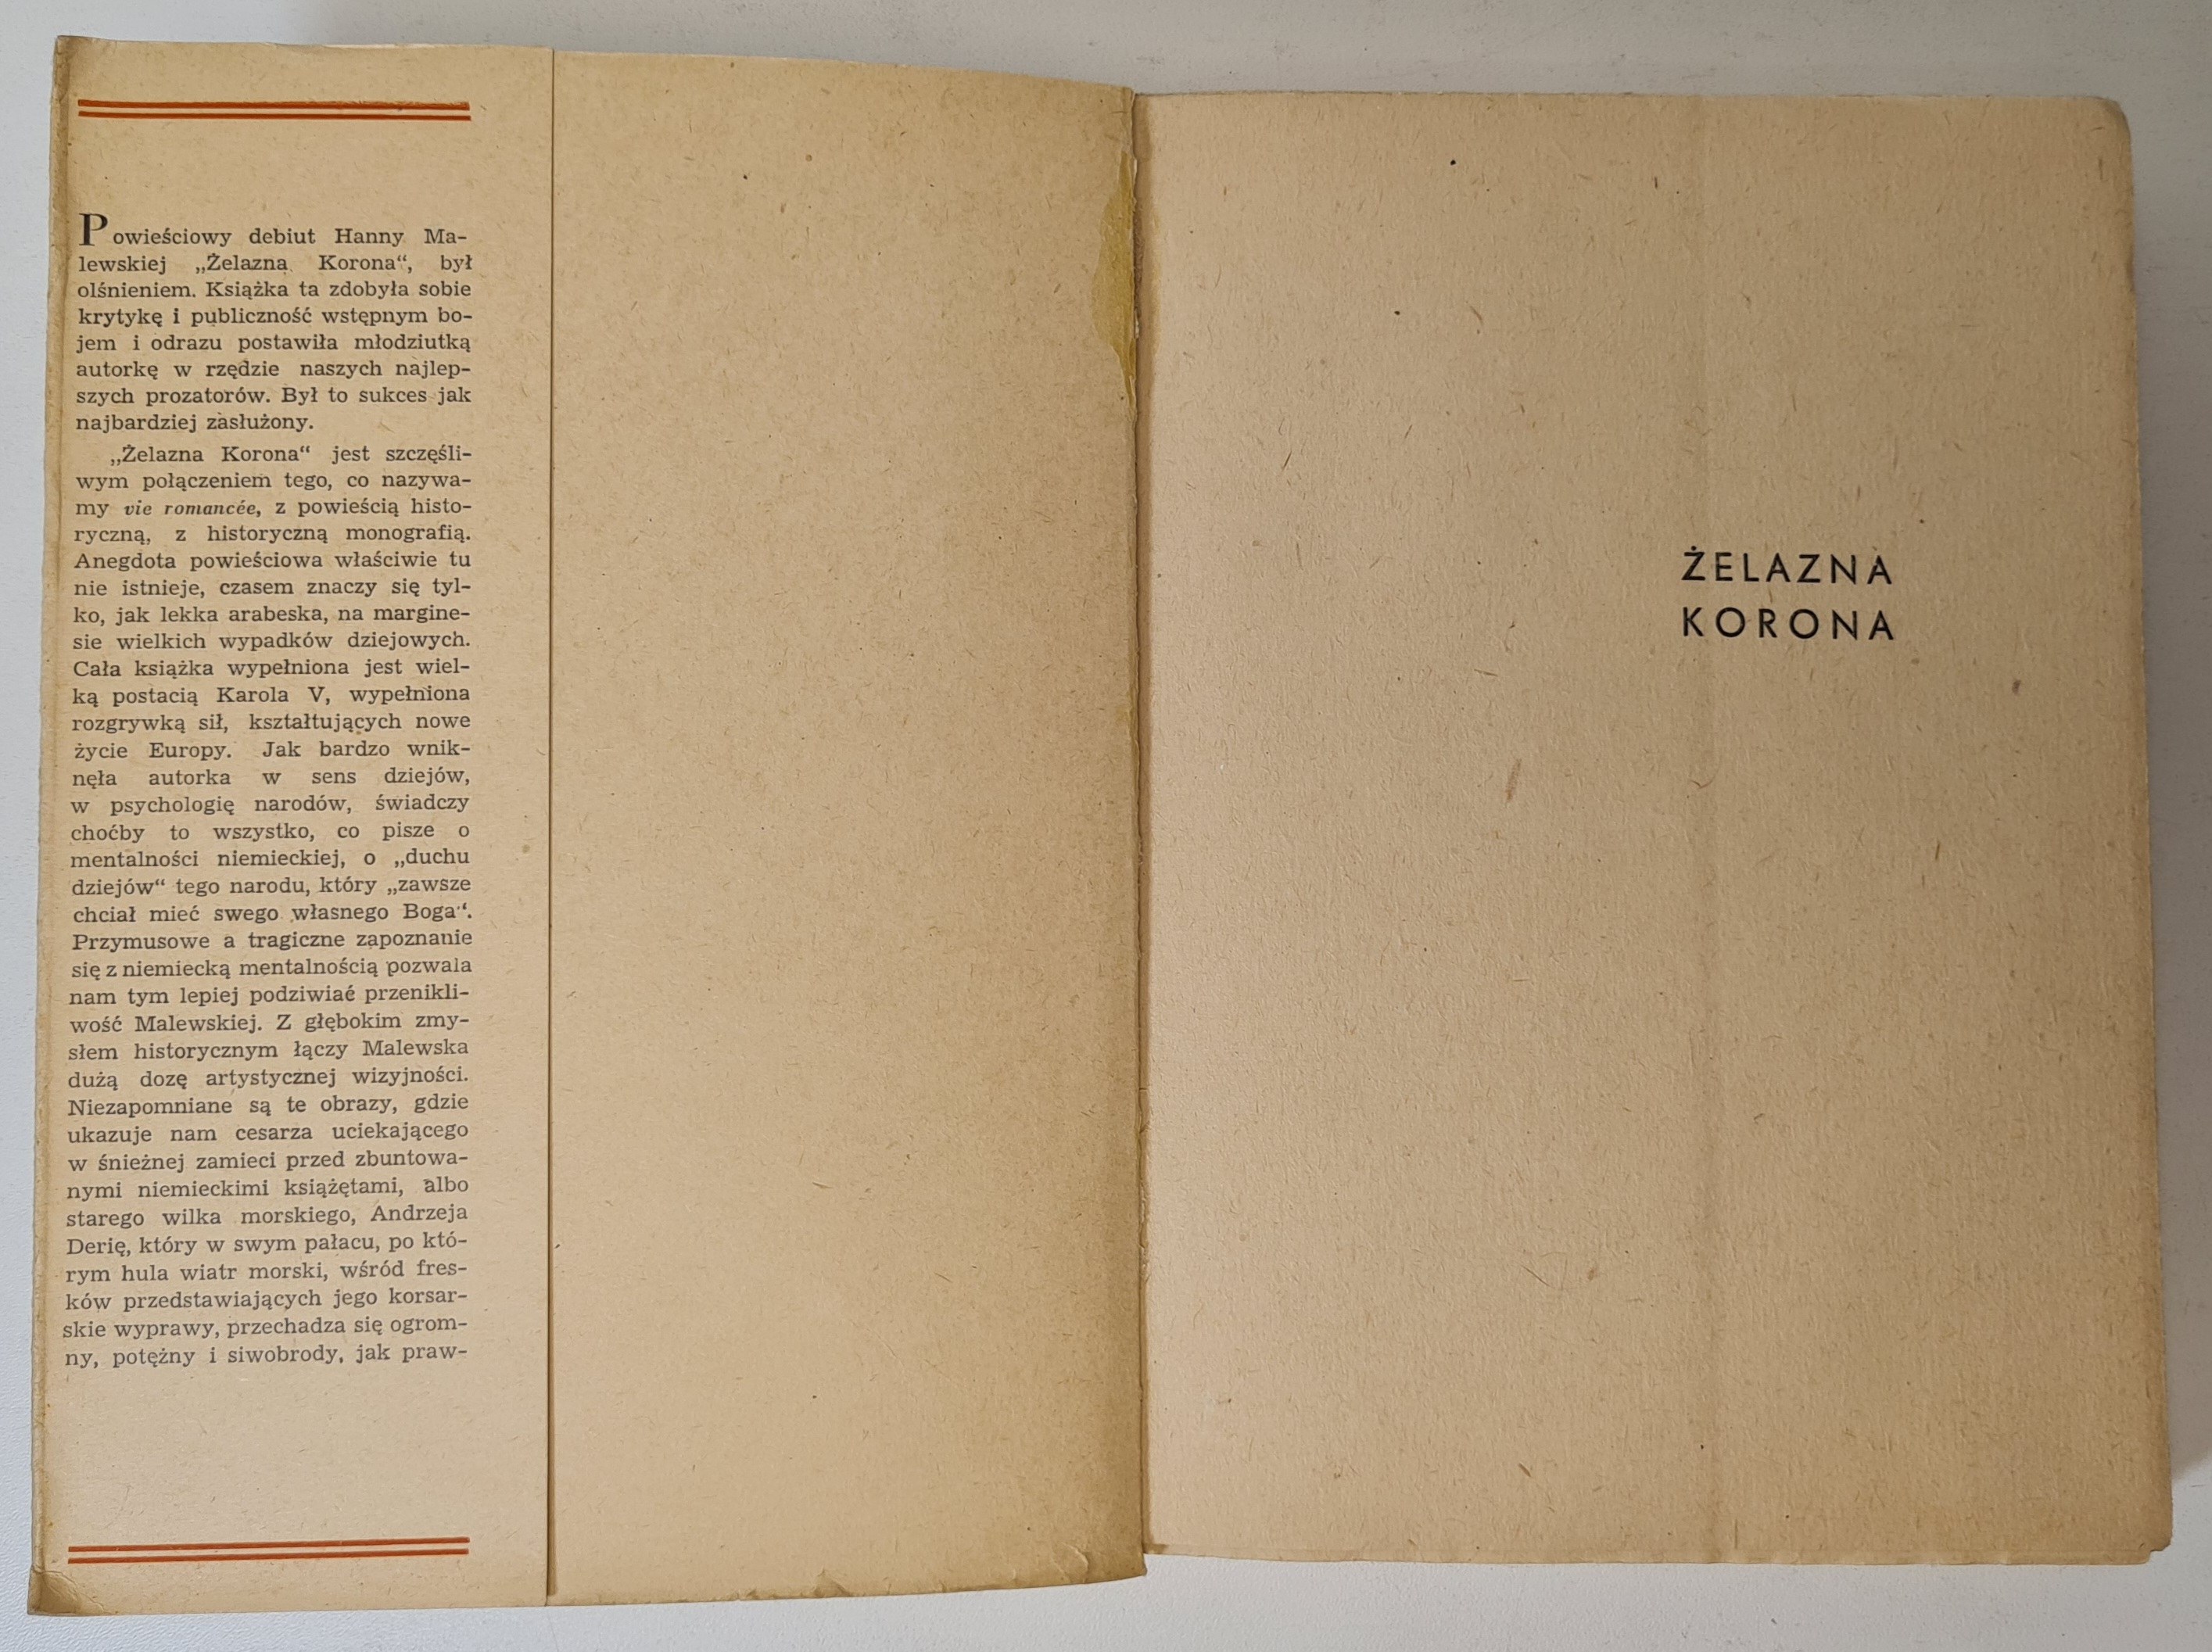 Powieściowy debiut Hanny Ma-
lewskiej „Żelazna Korona“, był
olśnieniem. Książka ta zdobyła sobie
krytykę i publiczność wstępnym bo-
jem i odrazu postawiła młodziutką
autorkę w rzędzie naszych najlep-
szych prozatorów. Był to sukces jak
najbardziej zasłużony.
„Żelazna Korona“ jest szczęśli-
wym połączeniem tego, co nazywa-
my vie romancée, z powieścią histo-
ryczną, z historyczną monografią.
Anegdota powieściowa właściwie tu
nie istnieje, czasem znaczy się tyl-
ko, jak lekka arabeska, na margine-
sie wielkich wypadków dziejowych.
Cała książka wypełniona jest wiel-
ką postacią Karola V, wypełniona
rozgrywką sił, kształtujących nowe
życie Europy. Jak bardzo wnik-
nęła autorka w sens dziejów,
w psychologię narodów, świadczy
choćby to wszystko, co pisze o
mentalności niemieckiej, o „duchu
dziejów“ tego narodu, który „zawsze
chciał mieć swego własnego Boga“.
Przymusowe a tragiczne zapoznanie
się z niemiecką mentalnością pozwala
nam tym lepiej podziwiać przenikli-
wość Malewskiej. Z głębokim zmy-
słem historycznym łączy Malewska
dużą dozę artystycznej wizyjności.
Niezapomniane są te obrazy, gdzie
ukazuje nam cesarza uciekającego
w śnieżnej zamieci przed zbuntowa-
nymi niemieckimi książętami, albo
starego wilka morskiego, Andrzeja
Derię, który w swym pałacu, po któ-
rym hula wiatr morski, wśród fres-
ków przedstawiających jego korsar-
skie wyprawy, przechadza się ogrom-
ny, potężny i siwobrody, jak praw-
ŻELAZNA
KORONA